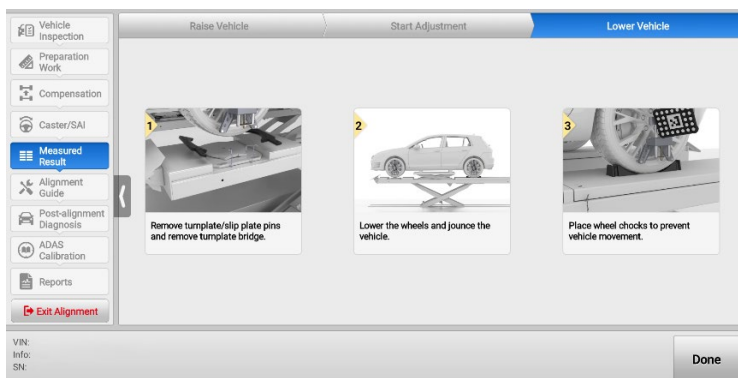 Raise Vehicle
Start Adjustment
Lower Vehicle
Vehicle
Inspection
Preparation
Work
Compensation
Caster/SAI
Measured
Result
Alignment
Guide
Post-alignment
Diagnosis
ADAS
Calibration
Reports
Exit Alignment
1
Remove turnplate/slip plate pins
and remove turnplate bridge.
2
Lower the wheels and jounce the
vehicle.
3
Place wheel chocks to prevent
vehicle movement.
VIN:
Info:
SN:
Done